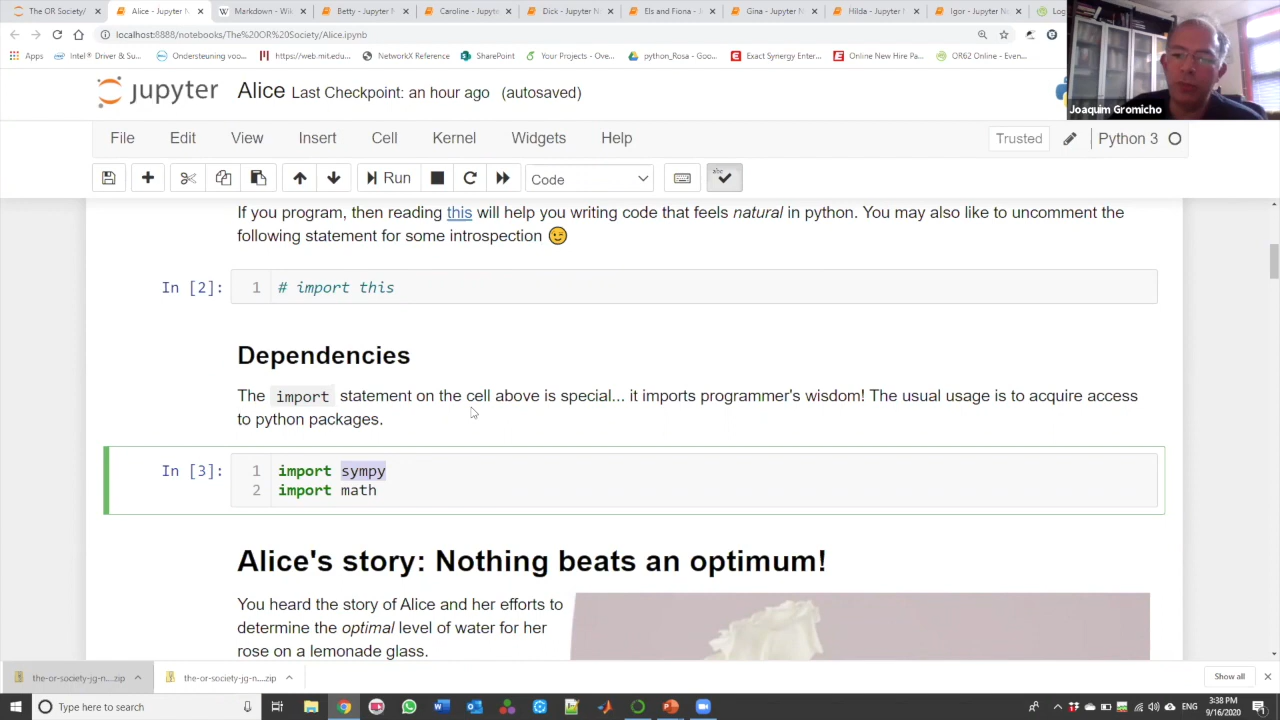 The OR Society/
Alice - Jupyter N
Markdown - Wiki
Betty - Jupyter N
Caroline - Jupyte
Dick - Jupyter N
Els and Fiona - J
Gina - Jupyter N
Hilda - Jupyter N
Igor - Jupyter No
Log
localhost:8888/notebooks/The%20OR%20Society/Alice.ipynb
Apps
Intel® Driver & Su...
Ondersteuning voo...
https://www.mit.ed...
NetworkX Reference
SharePoint
Your Projects - Ove...
python_Rosa - Goo...
Exact Synergy Enter...
Online New Hire Pa...
OR62 Online - Even...
Joaquim Gromicho
jupyter Alice Last Checkpoint: an hour ago (autosaved)
File Edit View Insert Cell Kernel Widgets Help Trusted Python 3
Run Code
If you program, then reading this will help you writing code that feels natural in python. You may also like to uncomment the
following statement for some introspection 😉
In [2]: 1 # import this
Dependencies
The import statement on the cell above is special... it imports programmer's wisdom! The usual usage is to acquire access
to python packages.
In [3]: 1 import sympy
2 import math
Alice's story: Nothing beats an optimum!
You heard the story of Alice and her efforts to
determine the optimal level of water for her
rose on a lemonade glass.
the-or-society-jg-n....zip
the-or-society-jg-n....zip
Show all
Type here to search
ENG
3:38 PM
9/16/2020